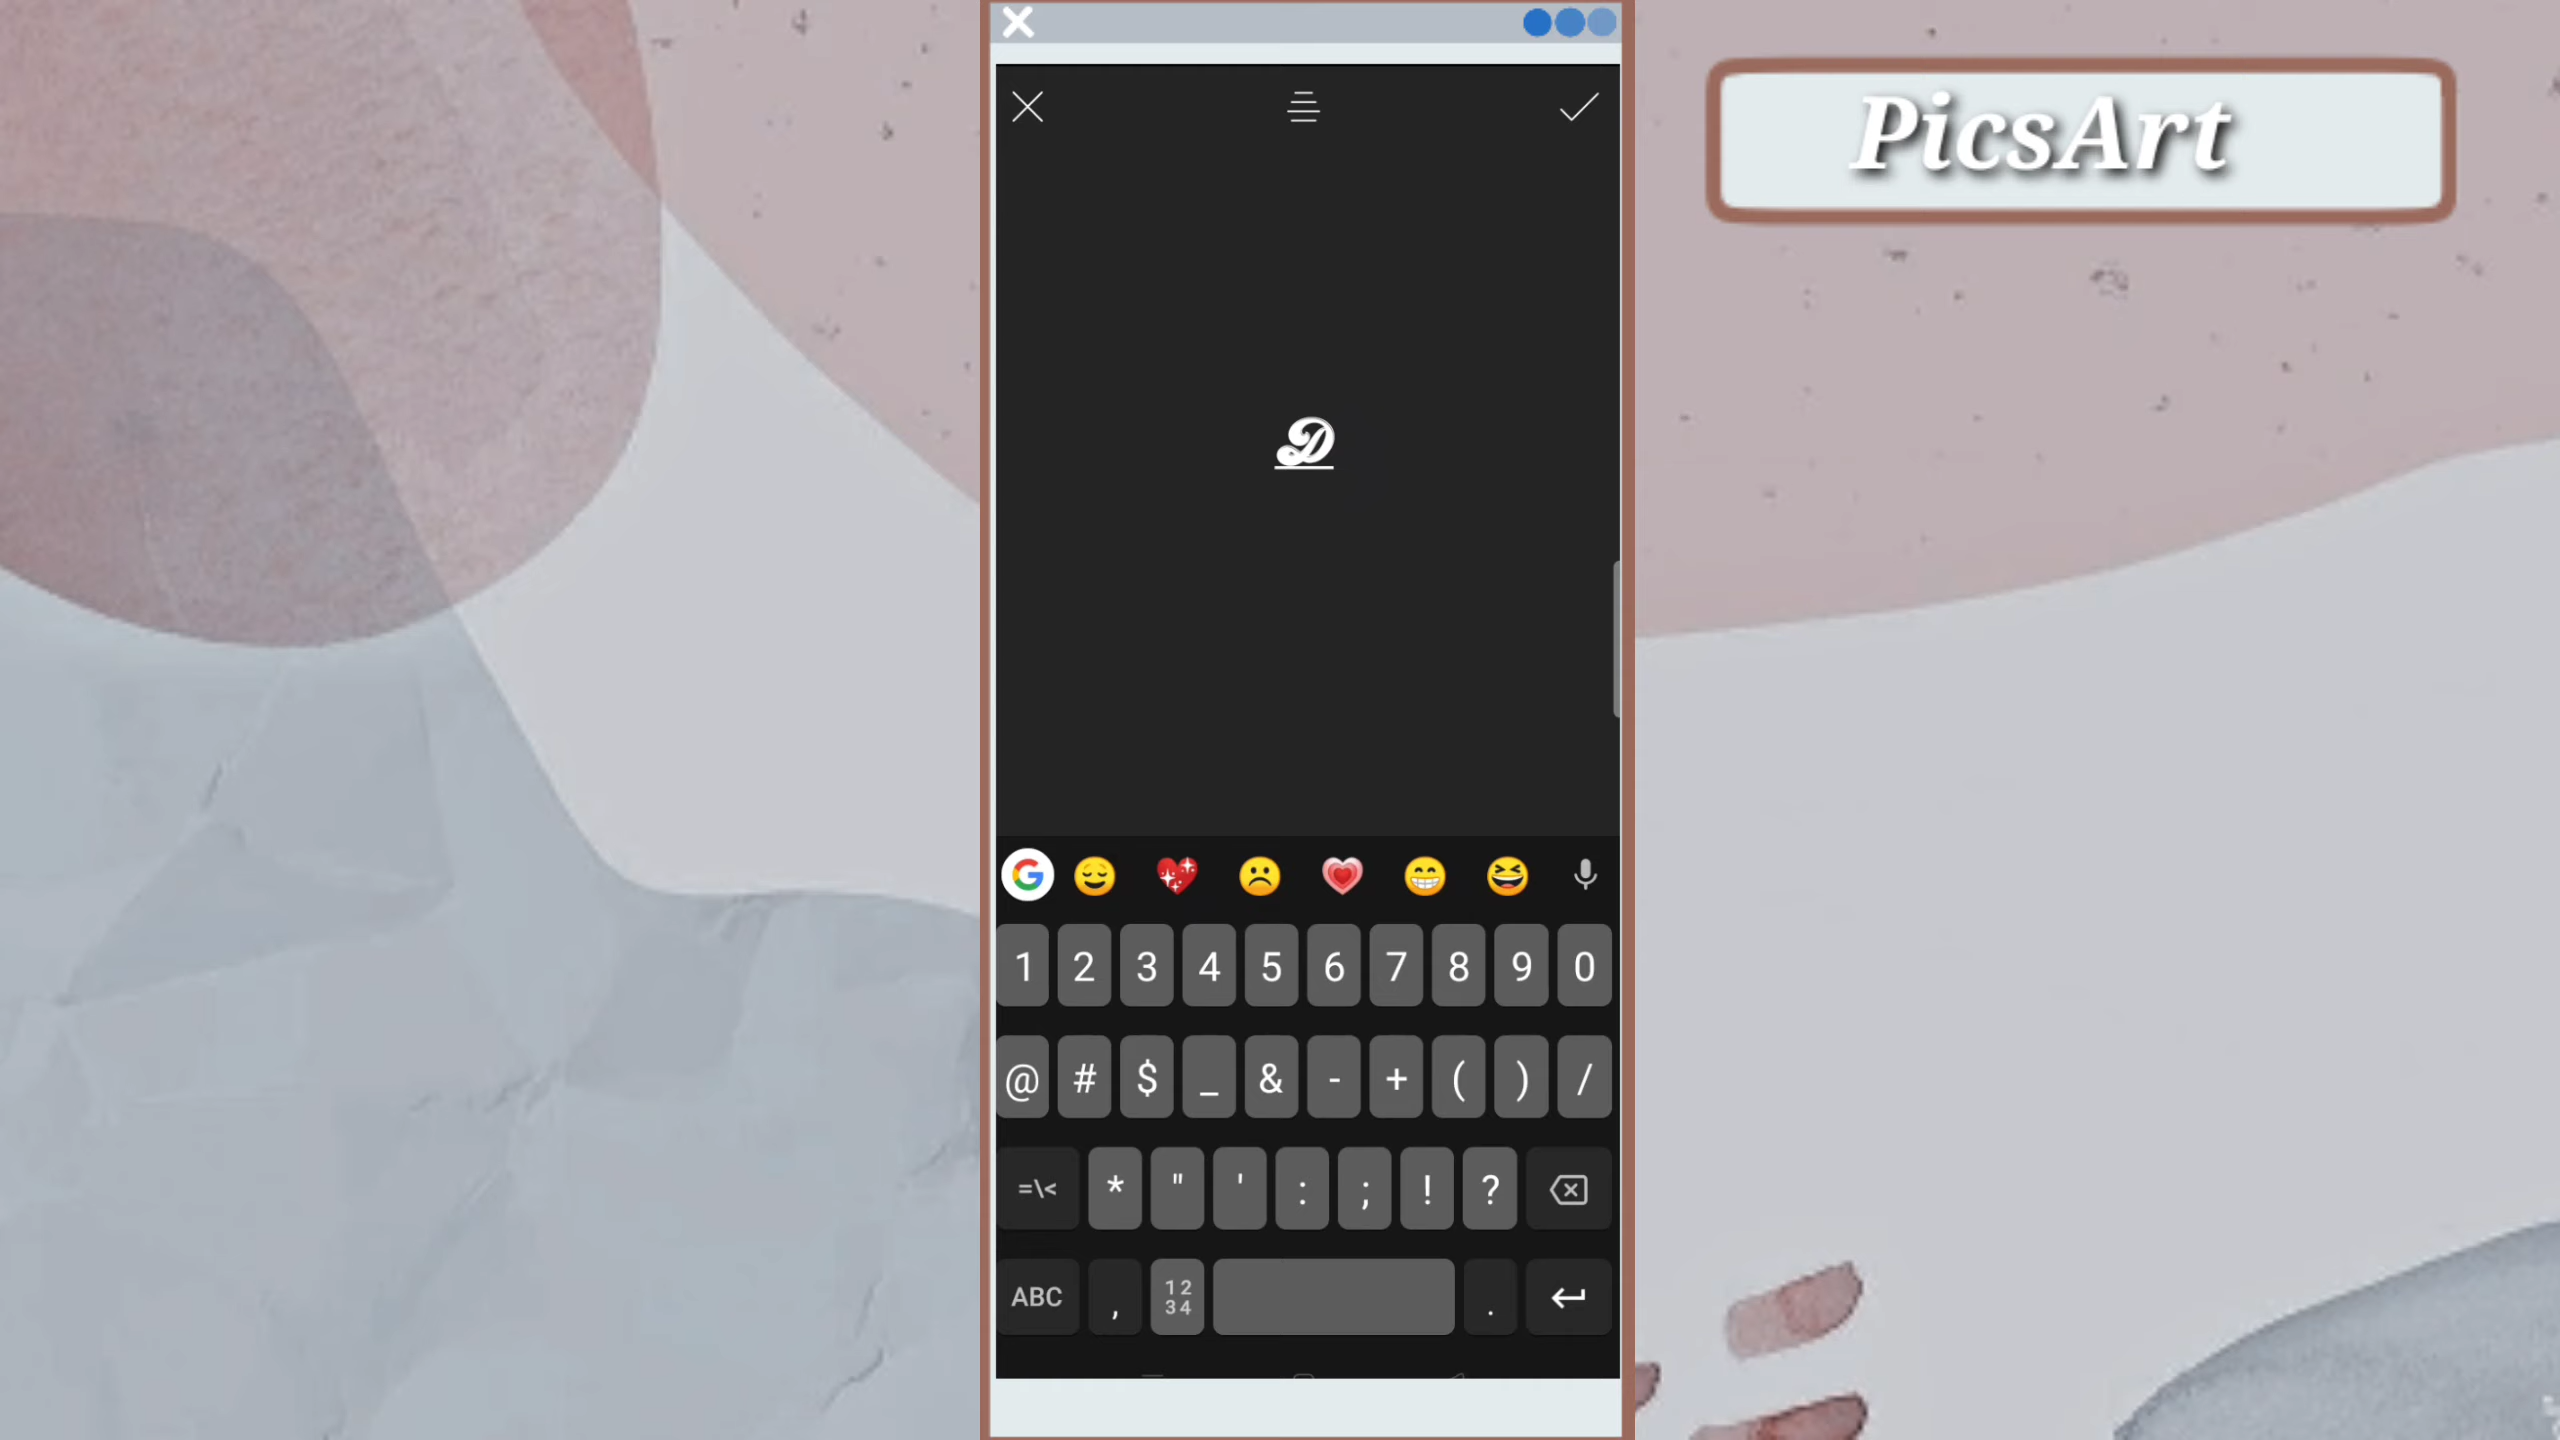 PicsArt
D
1 2 3 4 5 6 7 8 9 0
@ # $ _ & - + ( ) /
=\< * " ' : ; ! ?
ABC , 12 34 .